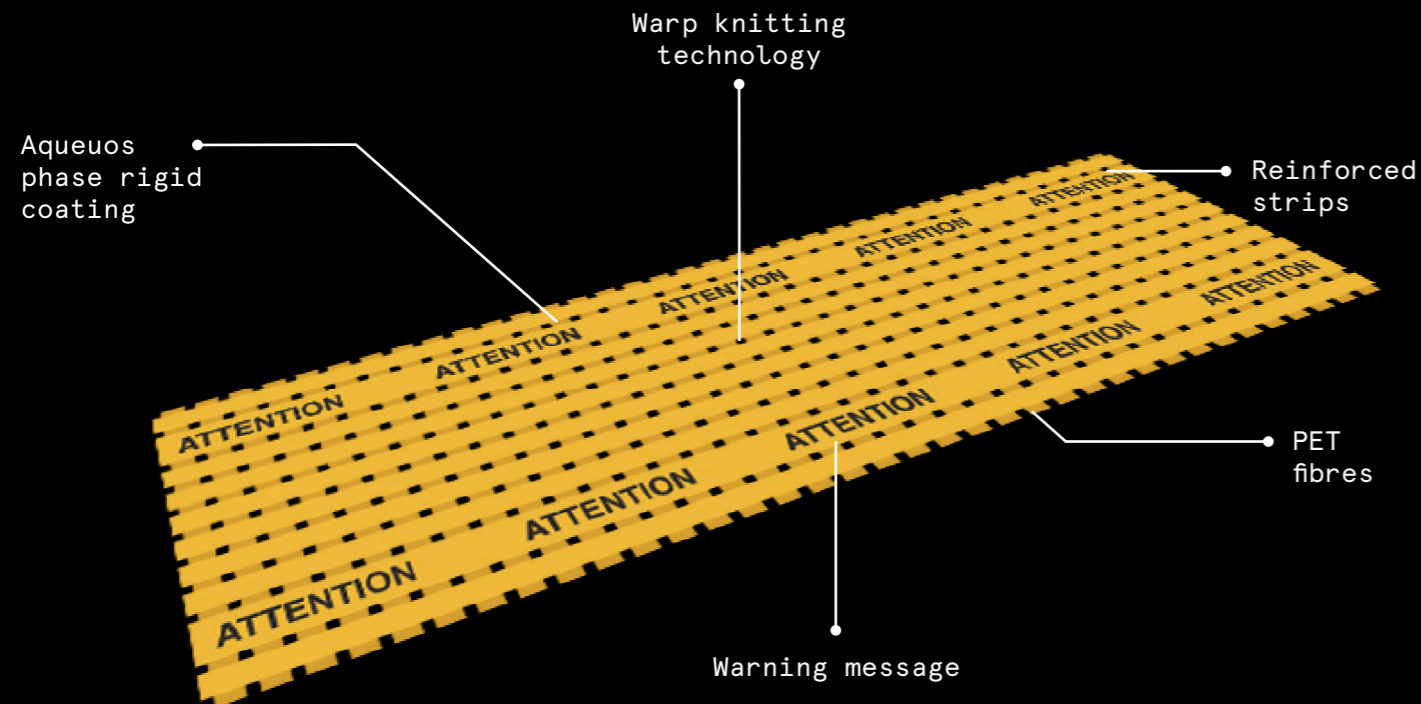 Warp knitting
technology
Aqueuos
phase rigid
coating
Reinforced
strips
ATTENTION
ATTENTION
ATTENTION
ATTENTION
ATTENTION
ATTENTION
ATTENTION
ATTENTION
ATTENTION
ATTENTION
PET
fibres
Warning message